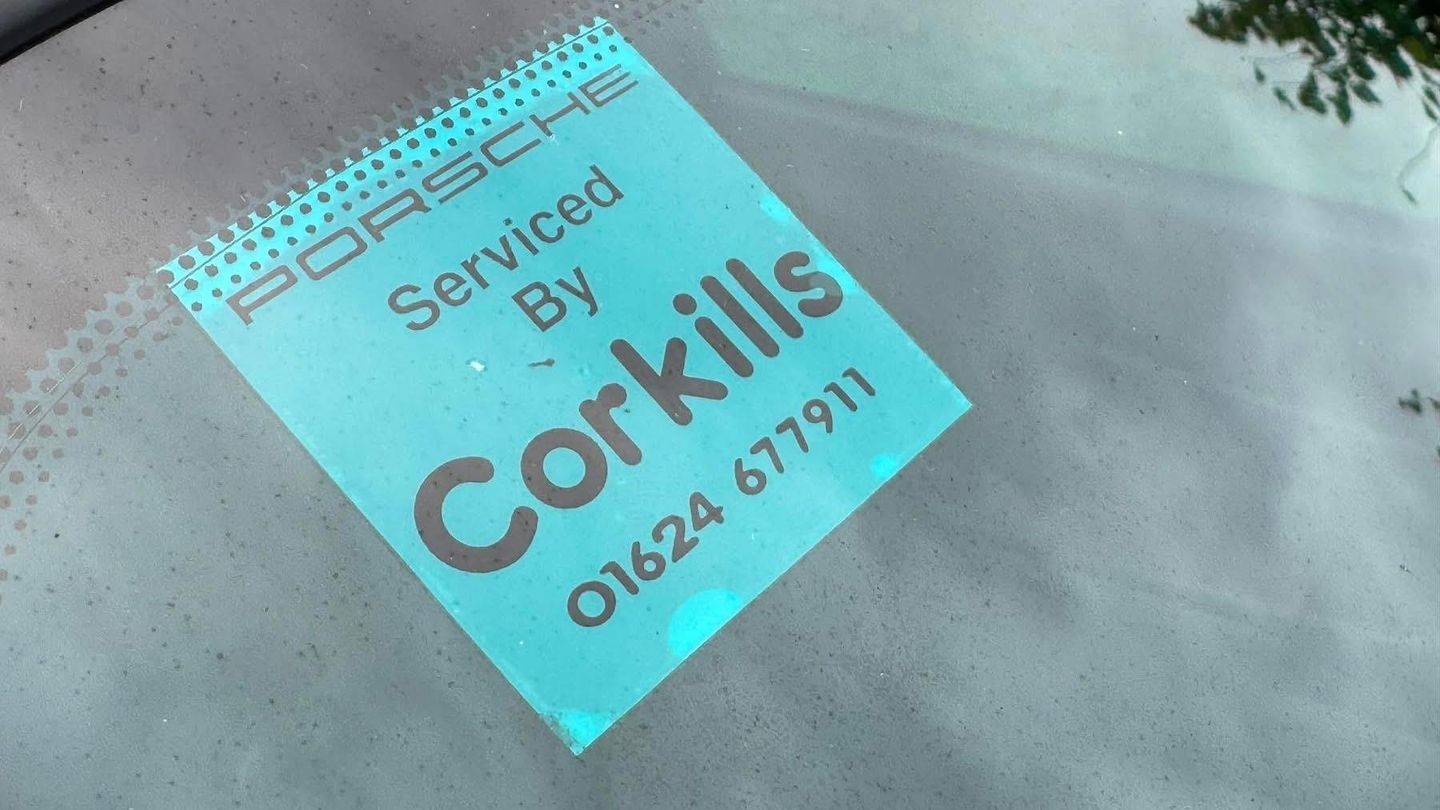 PORSCHE
Serviced
By
Corkills
01624 677911